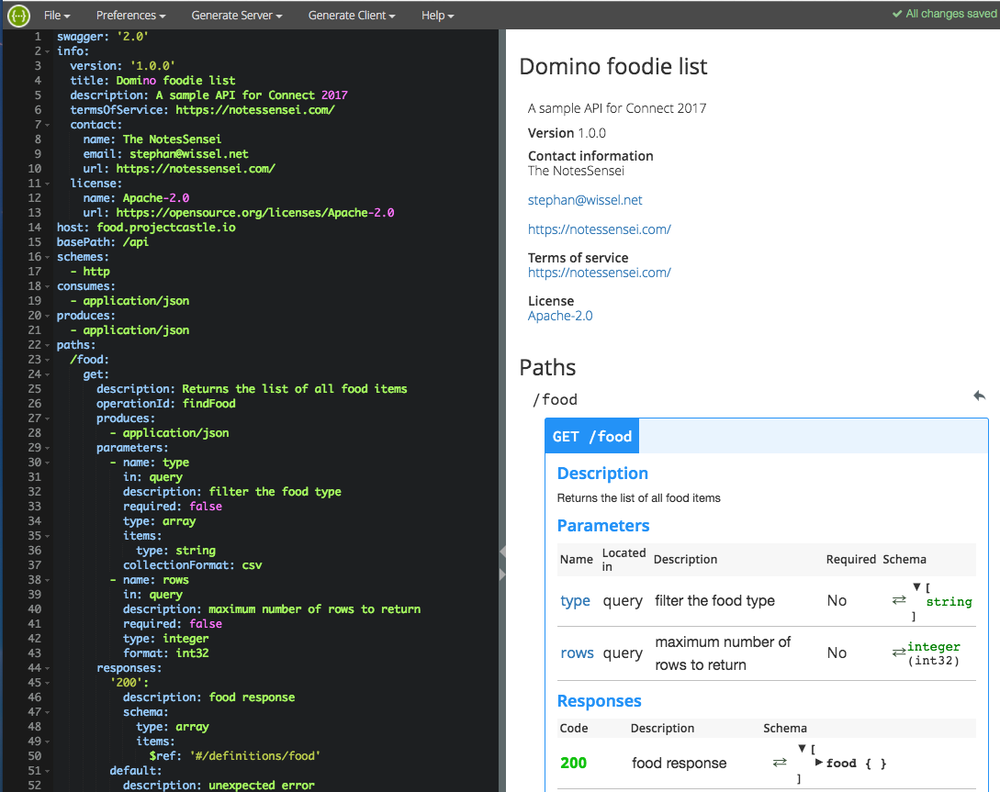 {···}
File
Preferences
Generate Server
Generate Client
Help
✔ All changes saved
1 swagger: '2.0'
2 info:
3 version: '1.0.0'
4 title: Domino foodie list
5 description: A sample API for Connect 2017
6 termsOfService: https://notessensei.com/
7 contact:
8 name: The NotesSensei
9 email: stephan@wissel.net
10 url: https://notessensei.com/
11 license:
12 name: Apache-2.0
13 url: https://opensource.org/licenses/Apache-2.0
14 host: food.projectcastle.io
15 basePath: /api
16 schemes:
17 - http
18 consumes:
19 - application/json
20 produces:
21 - application/json
22 paths:
23 /food:
24 get:
25 description: Returns the list of all food items
26 operationId: findFood
27 produces:
28 - application/json
29 parameters:
30 - name: type
31 in: query
32 description: filter the food type
33 required: false
34 type: array
35 items:
36 type: string
37 collectionFormat: csv
38 - name: rows
39 in: query
40 description: maximum number of rows to return
41 required: false
42 type: integer
43 format: int32
44 responses:
45 '200':
46 description: food response
47 schema:
48 type: array
49 items:
50 $ref: '#/definitions/food'
51 default:
52 description: unexpected error
Domino foodie list
A sample API for Connect 2017
Version 1.0.0
Contact information
The NotesSensei
stephan@wissel.net
https://notessensei.com/
Terms of service
https://notessensei.com/
License
Apache-2.0
Paths
/food
GET /food
Description
Returns the list of all food items
Parameters
Name Located in Description Required Schema
type query filter the food type No ⇄ ▼ [
string
]
rows query maximum number of rows to return No ⇄ integer (int32)
Responses
Code Description Schema
200 food response ⇄ ▼ [
▶ food { }
]